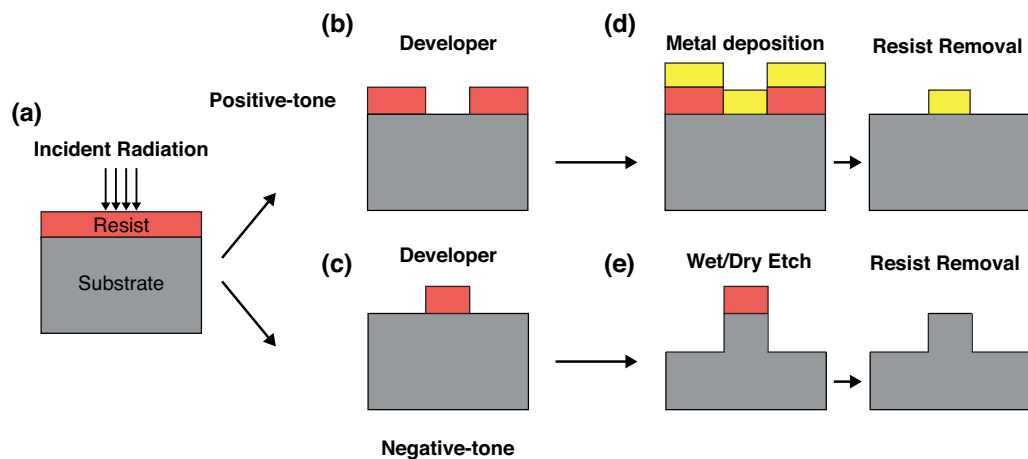 (a)
Incident Radiation
Resist
Substrate
(b)
Developer
Positive-tone
(c)
Developer
Negative-tone
(d)
Metal deposition
Resist Removal
(e)
Wet/Dry Etch
Resist Removal